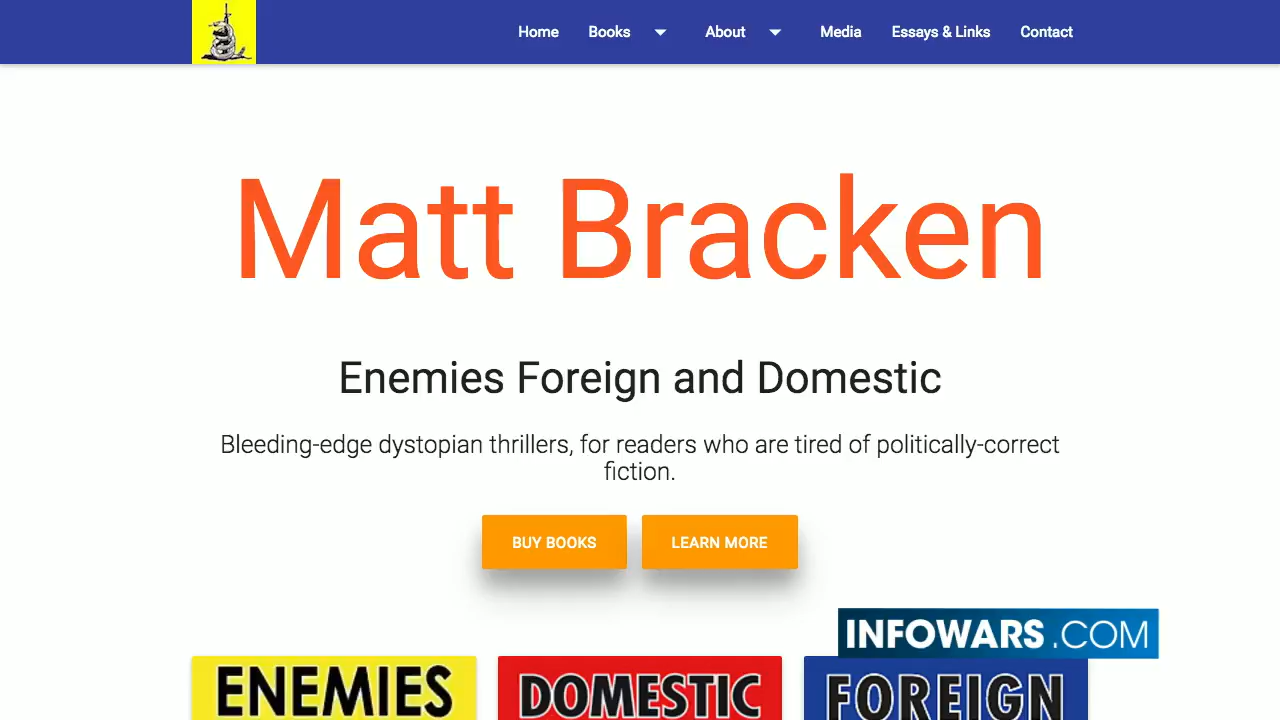 Home Books About Media Essays & Links Contact
Matt Bracken
Enemies Foreign and Domestic
Bleeding-edge dystopian thrillers, for readers who are tired of politically-correct
fiction.
BUY BOOKS LEARN MORE
INFOWARS.COM
ENEMIES DOMESTIC FOREIGN